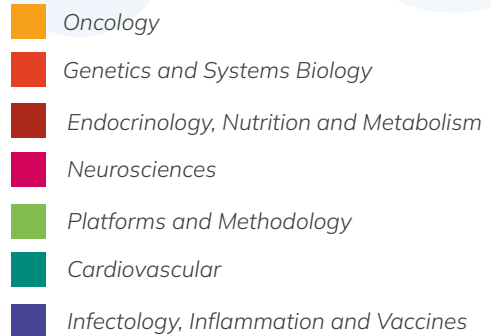 Oncology
Genetics and Systems Biology
Endocrinology, Nutrition and Metabolism
Neurosciences
Platforms and Methodology
Cardiovascular
Infectology, Inflammation and Vaccines